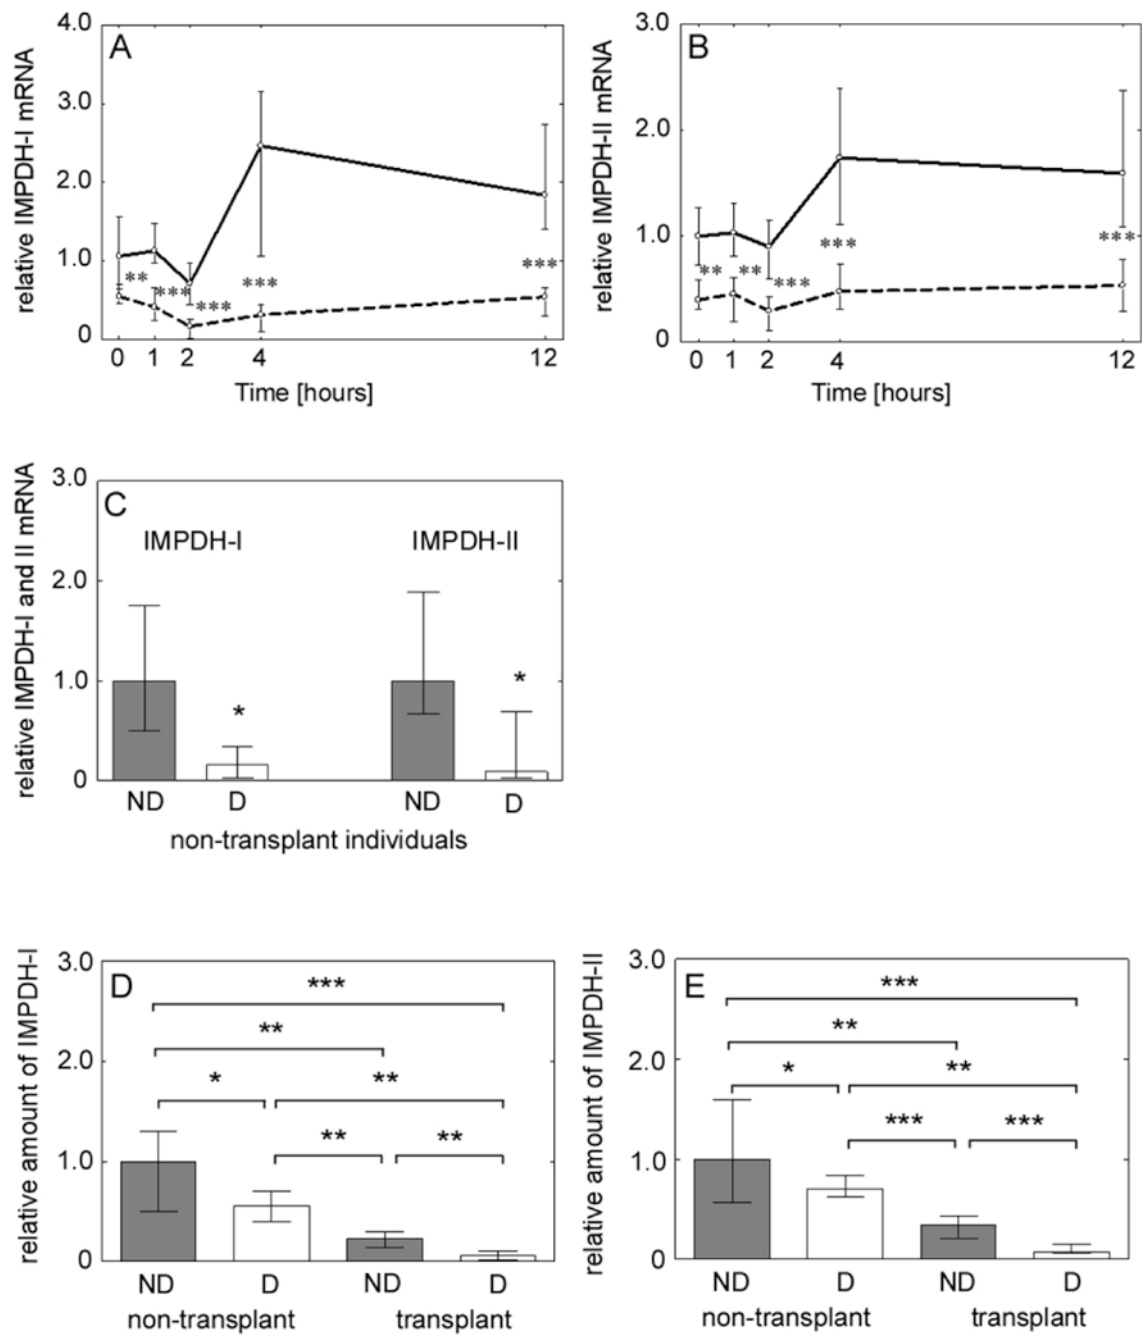 A
relative IMPDH-I mRNA
4.0
3.0
2.0
1.0
0
** *** *** *** ***
0 1 2 4 12
Time [hours]
B
relative IMPDH-II mRNA
3.0
2.0
1.0
0
** ** *** *** ***
0 1 2 4 12
Time [hours]
C
relative IMPDH-I and II mRNA
3.0
2.0
1.0
0
IMPDH-I IMPDH-II
* *
ND D ND D
non-transplant individuals
D
relative amount of IMPDH-I
3.0
2.0
1.0
0
***
**
* **
** **
ND D ND D
non-transplant transplant
E
relative amount of IMPDH-II
3.0
2.0
1.0
0
***
**
* **
*** ***
ND D ND D
non-transplant transplant